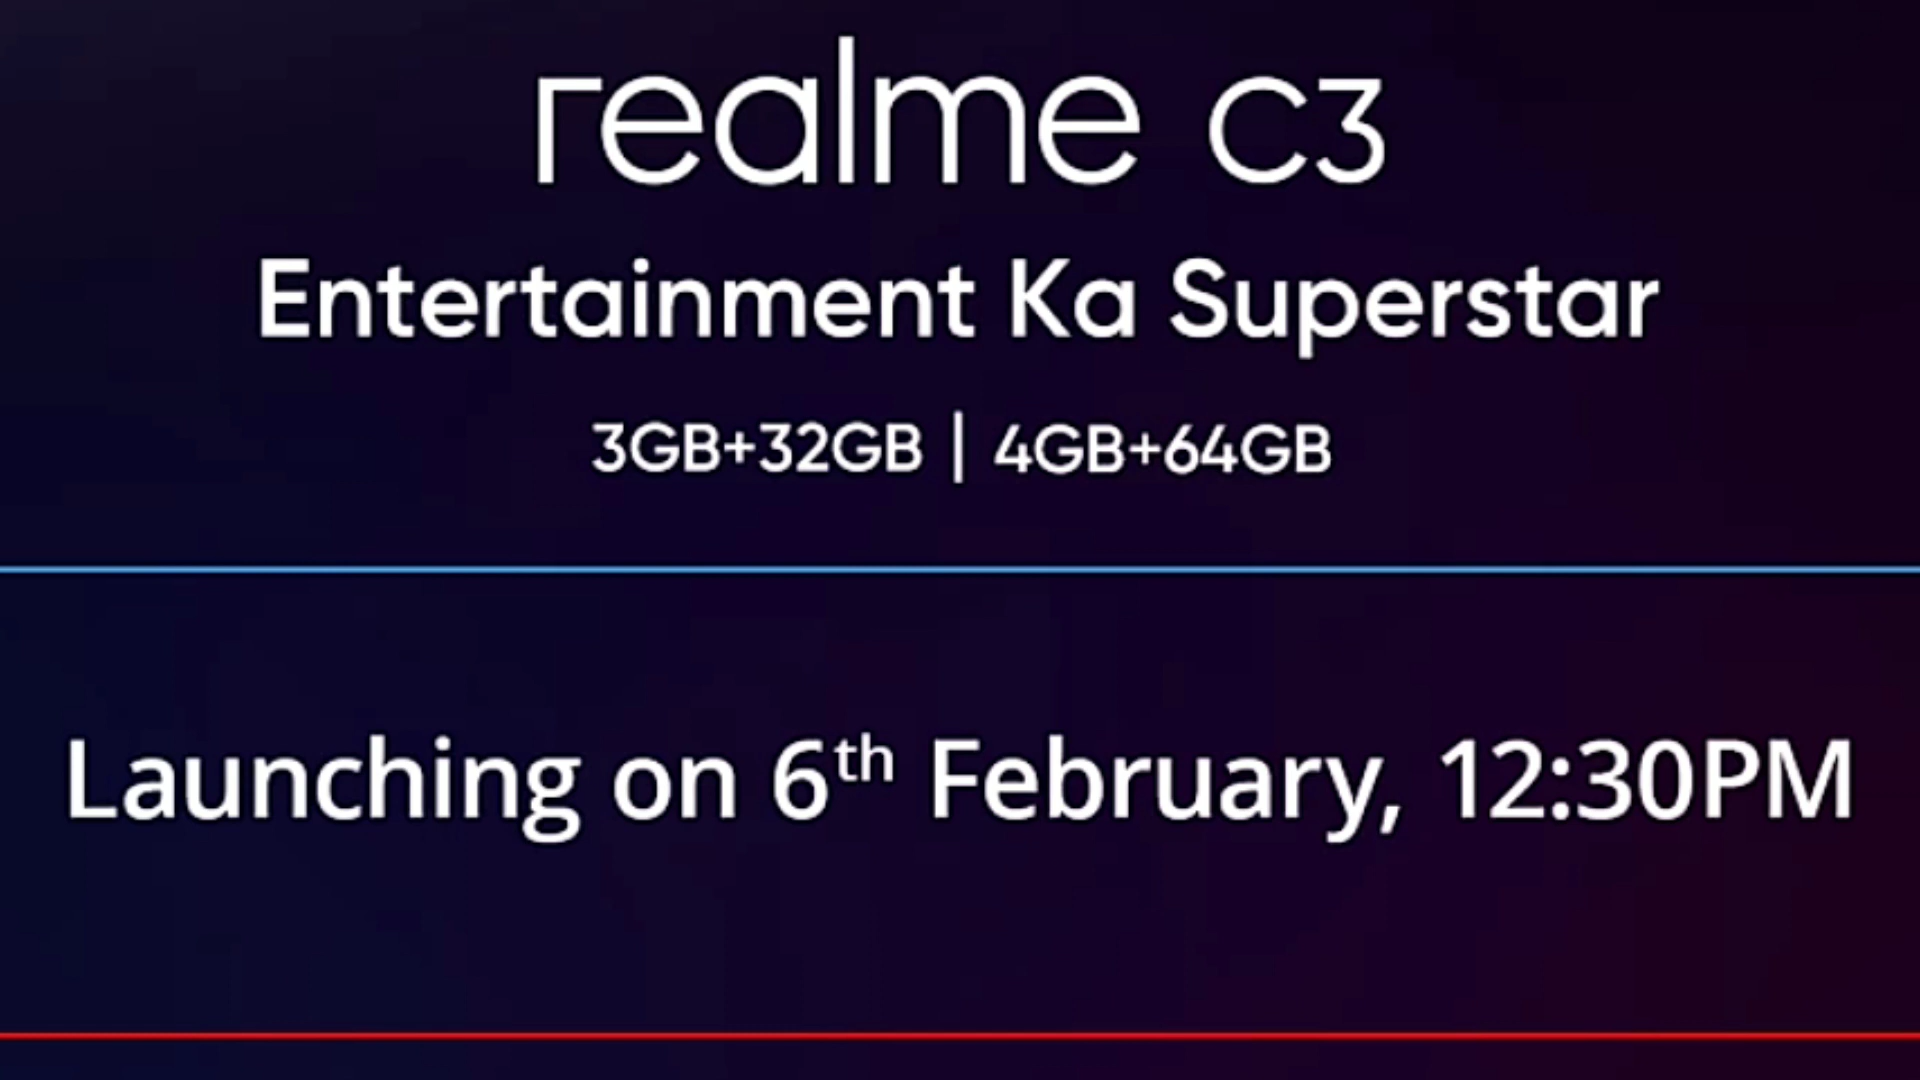 realme C3
Entertainment Ka Superstar
3GB+32GB | 4GB+64GB
Launching on 6th February, 12:30PM